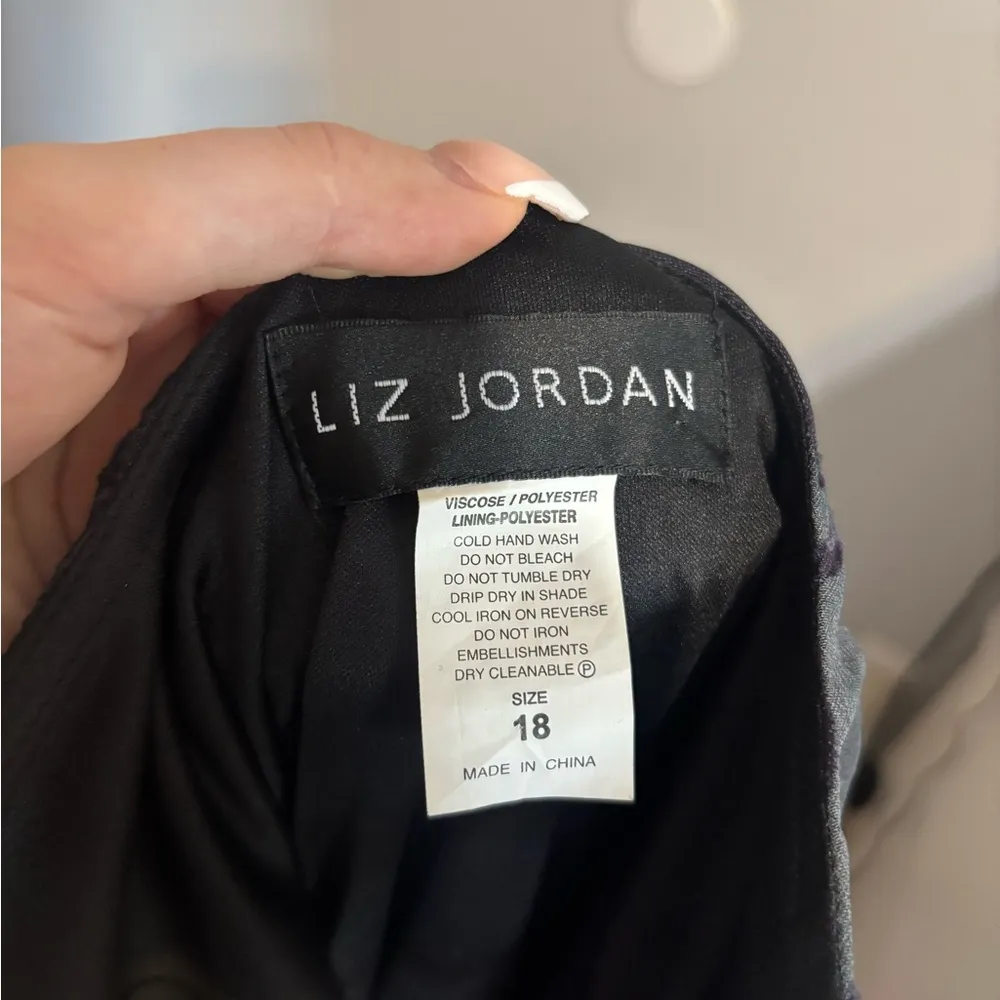 LIZ JORDAN
VISCOSE / POLYESTER
LINING-POLYESTER
COLD HAND WASH
DO NOT BLEACH
DO NOT TUMBLE DRY
DRIP DRY IN SHADE
COOL IRON ON REVERSE
DO NOT IRON
EMBELLISHMENTS
DRY CLEANABLE Ⓟ
SIZE
18
MADE IN CHINA